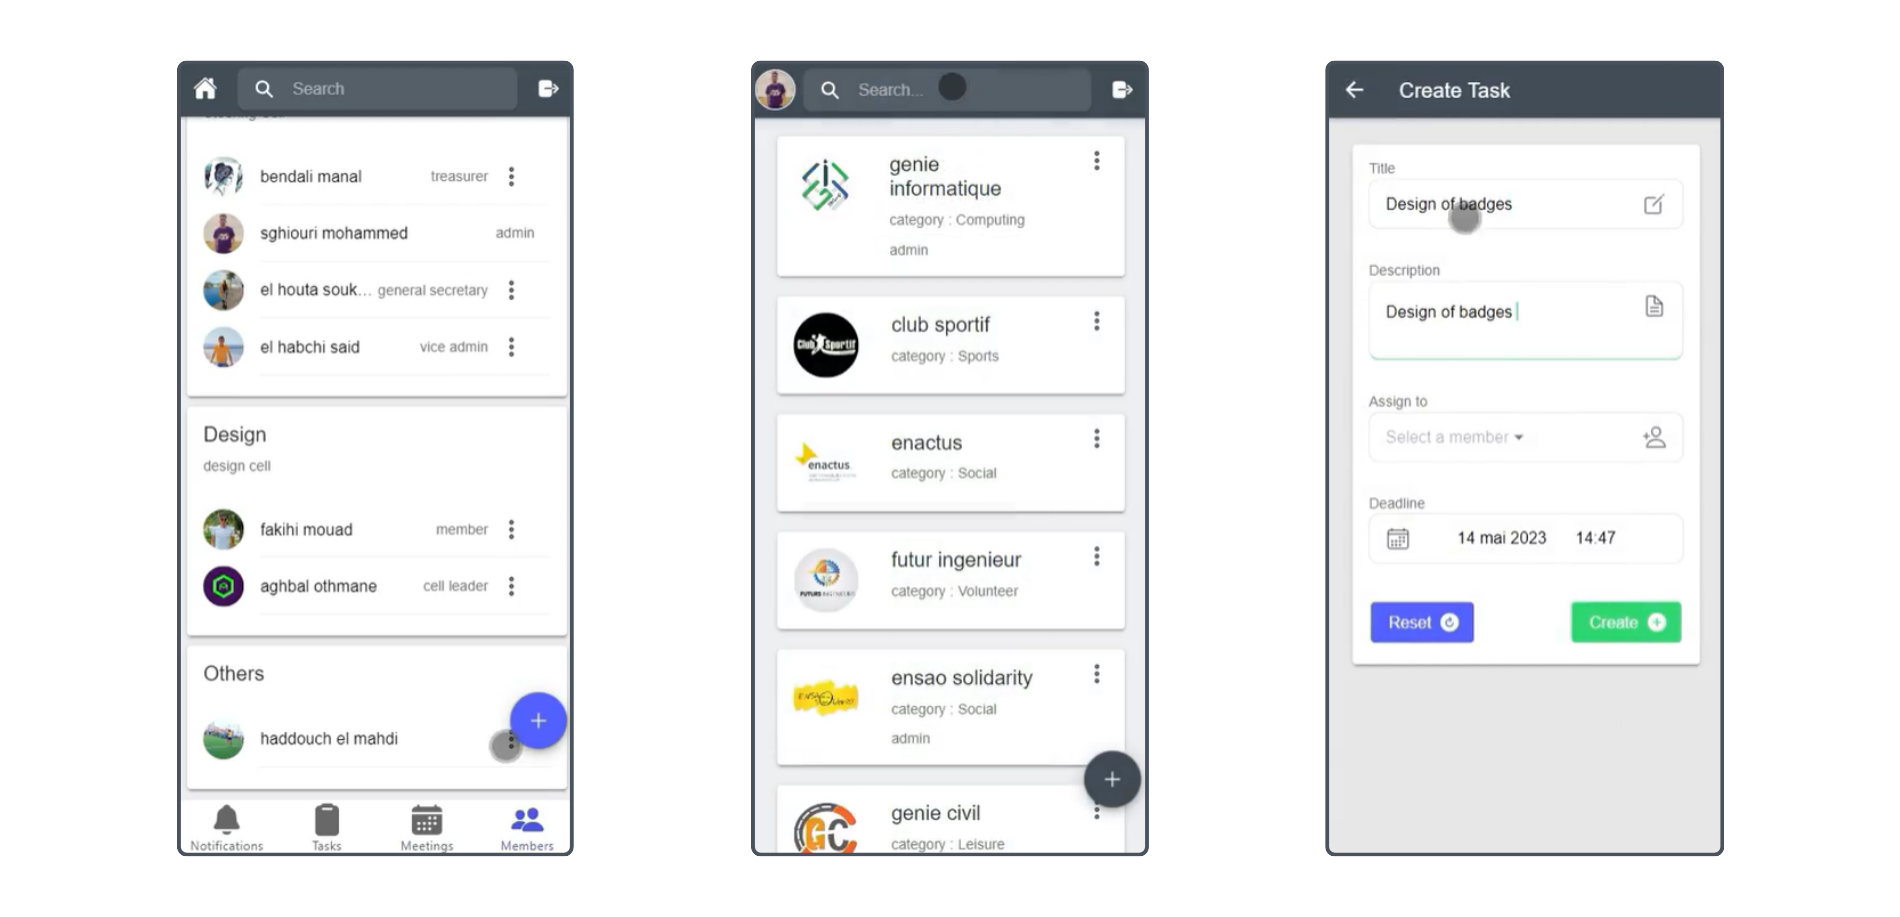 Search
bendali manal treasurer
sghiouri mohammed admin
el houta souk... general secretary
el habchi said vice admin
Design
design cell
fakihi mouad member
aghbal othmane cell leader
Others
haddouch el mahdi
Notifications Tasks Meetings Members
Search...
genie
informatique
category : Computing
admin
Club Sportif
club sportif
category : Sports
enactus
enactus
category : Social
futur ingenieur
category : Volunteer
ensao solidarity
category : Social
admin
GC
genie civil
category : Leisure
Create Task
Title
Design of badges
Description
Design of badges
Assign to
Select a member
Deadline
14 mai 2023 14:47
Reset Create